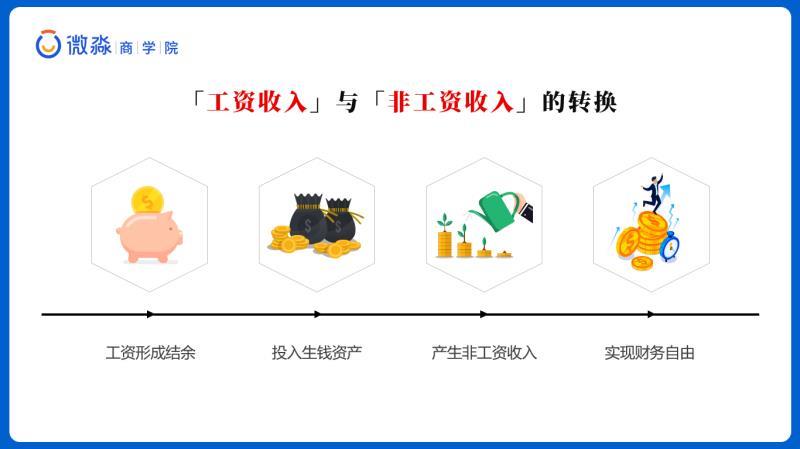 微淼|商|学|院
「工资收入」与「非工资收入」的转换
工资形成结余
投入生钱资产
产生非工资收入
实现财务自由